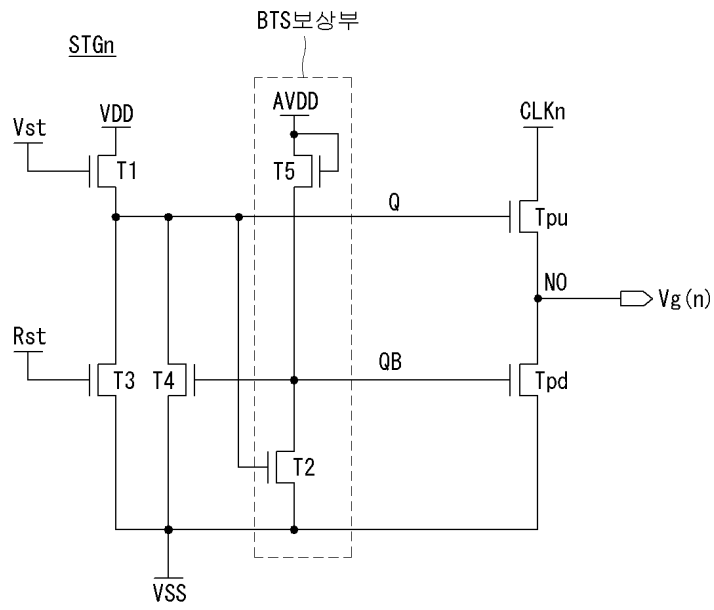 BTS보상부
STGn
AVDD
VDD
CLKn
Vst
T1
T5
Q
Tpu
NO
Vg(n)
Rst
QB
T3
T4
Tpd
T2
VSS